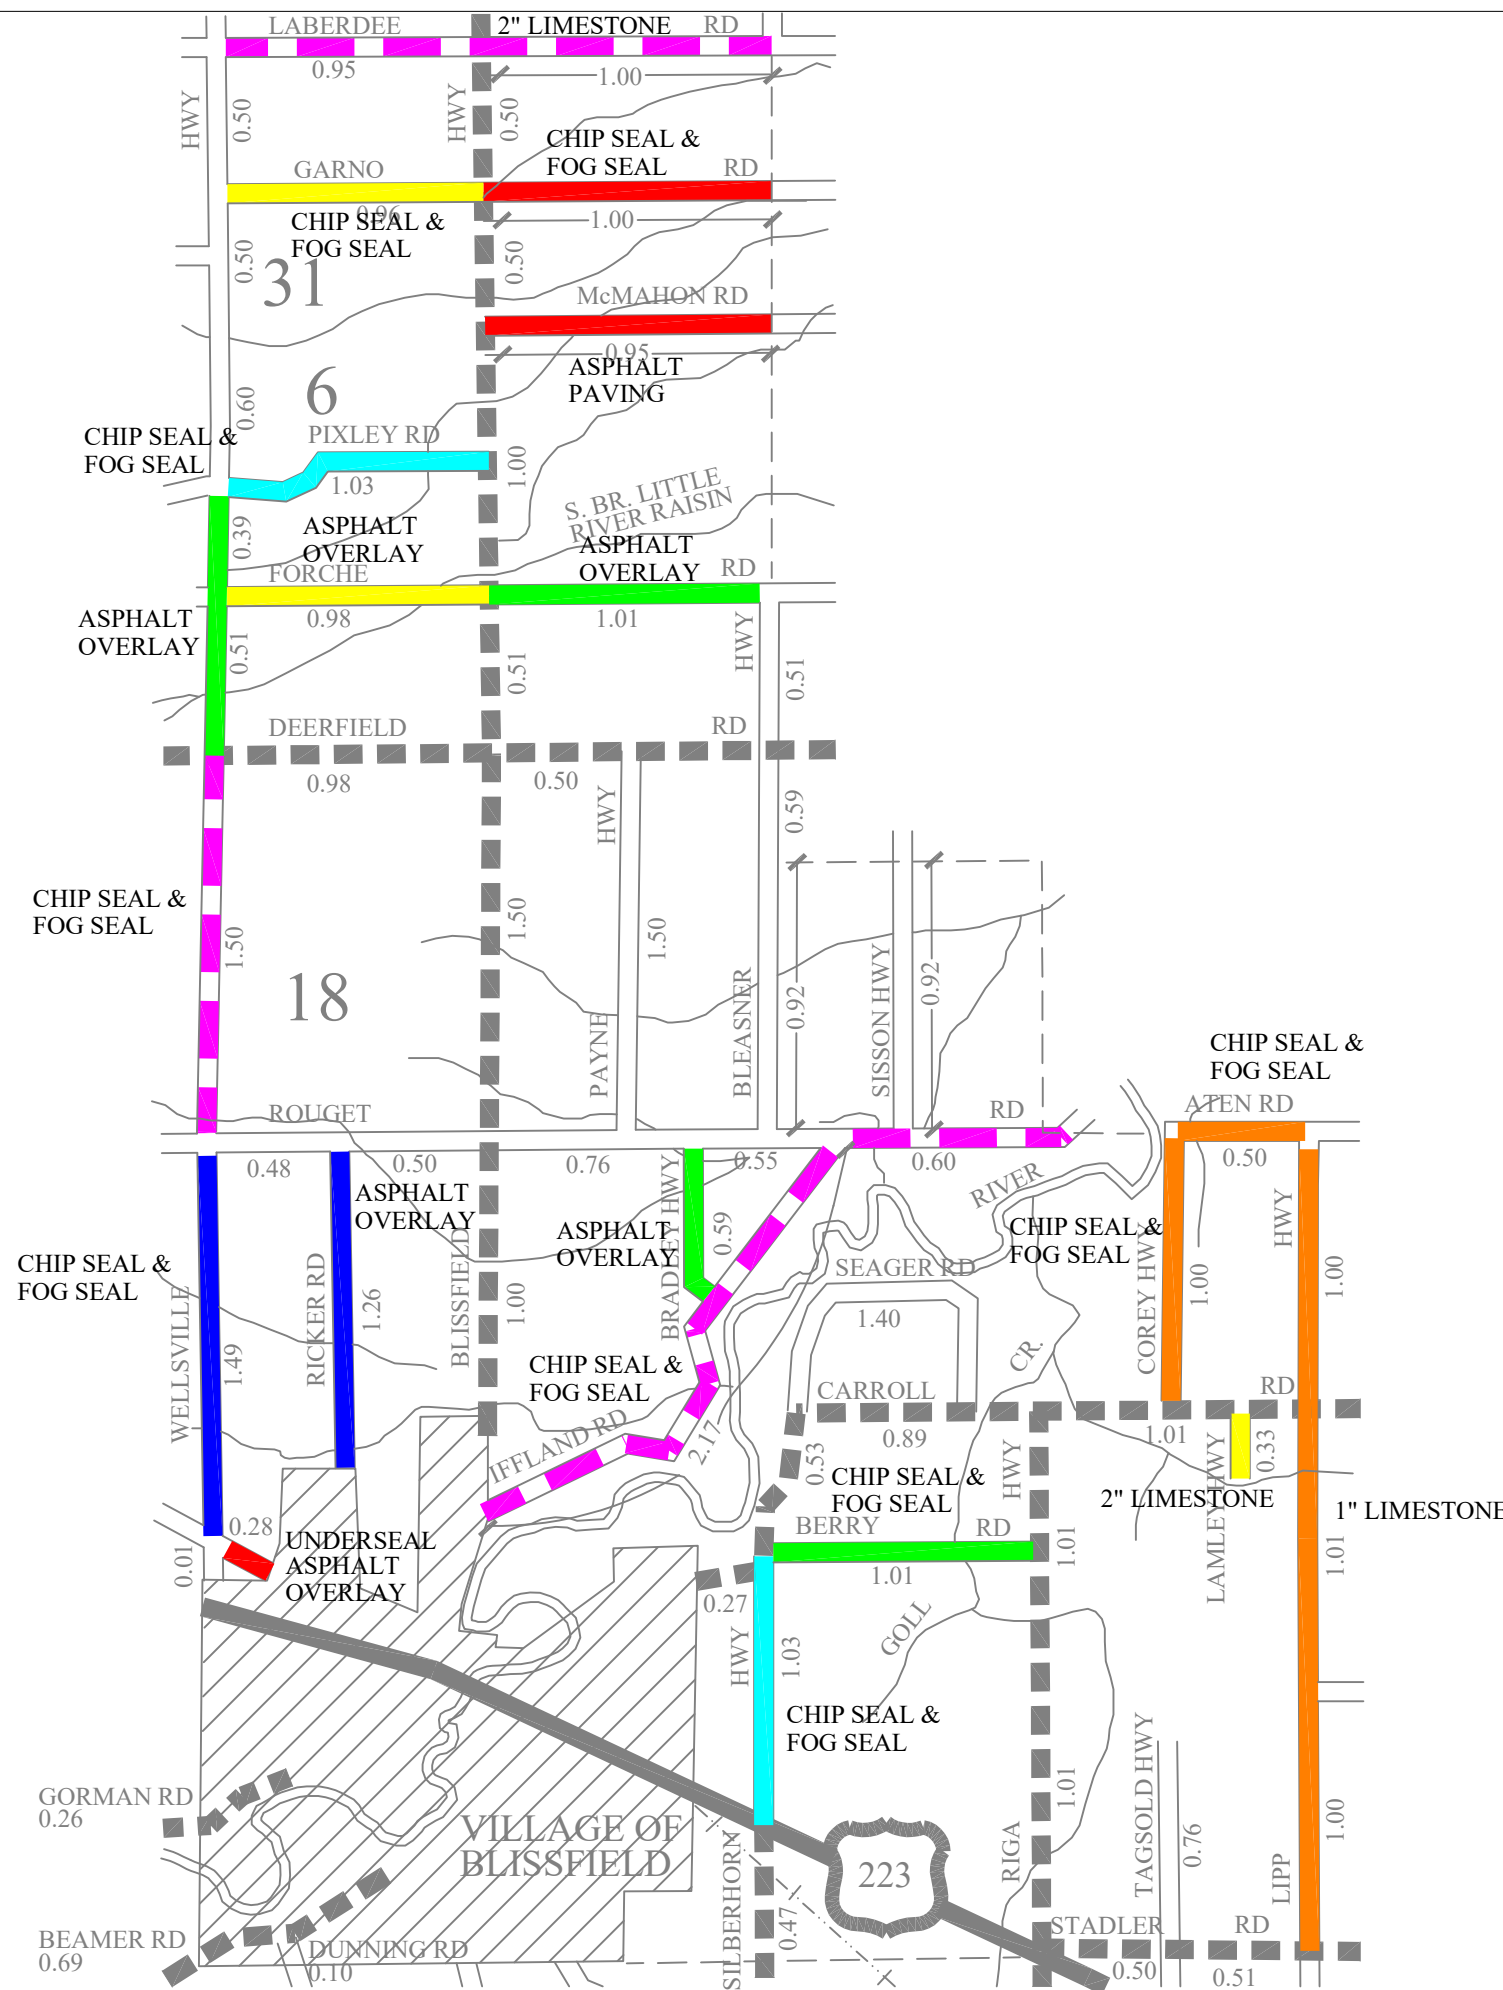 LABERDEE 2" LIMESTONE RD
0.95
1.00
HWY
0.50
HWY
0.50
CHIP SEAL &
FOG SEAL
GARNO
RD
0.96
CHIP SEAL &
FOG SEAL
1.00
0.50
0.50
31
McMAHON RD
0.95
ASPHALT
PAVING
6
0.60
CHIP SEAL &
FOG SEAL
PIXLEY RD
1.03
1.00
S. BR. LITTLE
RIVER RAISIN
0.39
ASPHALT
OVERLAY
ASPHALT
OVERLAY
FORCHE
RD
0.98
1.01
ASPHALT
OVERLAY
0.51
0.51
HWY
0.51
DEERFIELD
RD
0.98
0.50
HWY
0.59
CHIP SEAL &
FOG SEAL
1.50
1.50
1.50
18
PAYNE
BLEASNER
0.92
SISSON HWY
0.92
CHIP SEAL &
FOG SEAL
ROUGET
RD
ATEN RD
0.48
0.50
0.76
0.55
0.60
0.50
RIVER
ASPHALT
OVERLAY
ASPHALT
OVERLAY
BRADLEY HWY
0.59
CHIP SEAL &
FOG SEAL
COREY HWY
1.00
HWY
1.00
CHIP SEAL &
FOG SEAL
WELLSVILLE
1.49
RICKER RD
1.26
BLISSFIELD
1.00
SEAGER RD
1.40
CR.
CHIP SEAL &
FOG SEAL
CARROLL
RD
0.89
1.01
IFFLAND RD
2.17
0.53
HWY
0.33
CHIP SEAL &
FOG SEAL
LAMLEY HWY
2" LIMESTONE
1" LIMESTONE
BERRY
RD
1.01
1.01
1.01
0.28
UNDERSEAL
ASPHALT
OVERLAY
0.01
0.27
GOLL
HWY
1.03
CHIP SEAL &
FOG SEAL
1.01
TAGSOLD HWY
0.76
1.00
GORMAN RD
0.26
VILLAGE OF
BLISSFIELD
SILBERHORN
223
RIGA
LIPP
BEAMER RD
0.69
DUNNING RD
0.10
0.47
STADLER
RD
0.50
0.51